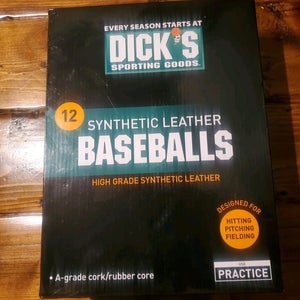 EVERY SEASON STARTS AT
DICK'S
SPORTING GOODS
12
SYNTHETIC LEATHER
BASEBALLS
HIGH GRADE SYNTHETIC LEATHER
DESIGNED FOR
HITTING
PITCHING
FIELDING
• A-grade cork/rubber core
USE
PRACTICE